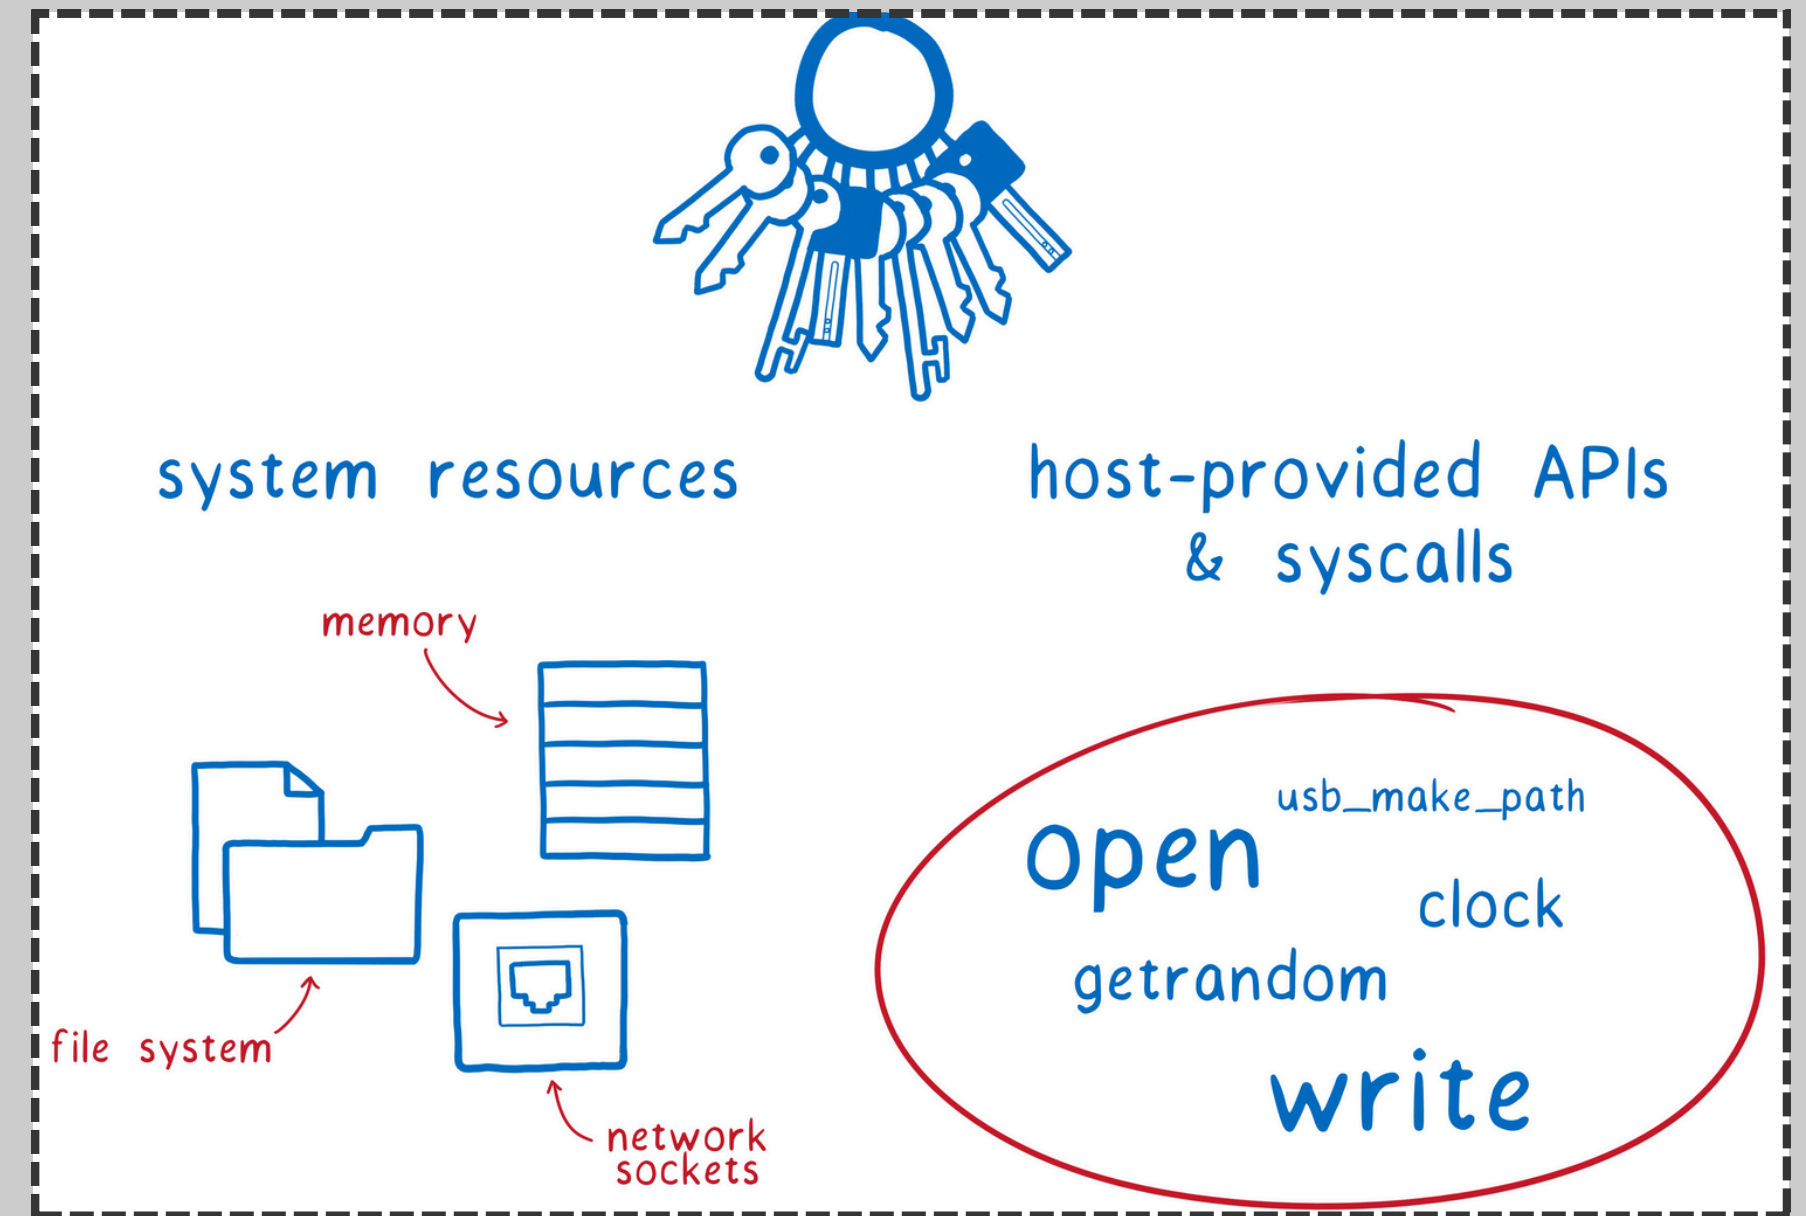 system resources
host-provided APIs
& syscalls
memory
file system
network
sockets
usb_make_path
open
clock
getrandom
write